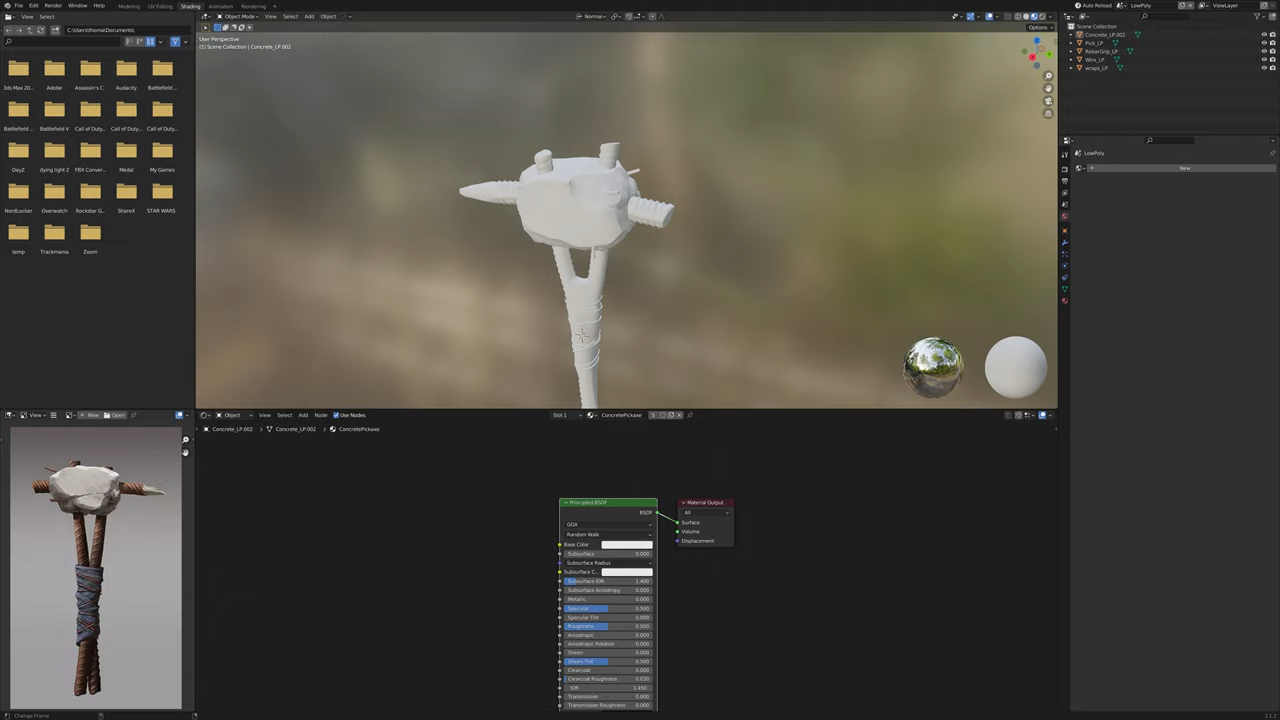 File Edit Render Window Help Modeling UV Editing Shading Animation Rendering
Auto Reload LowPoly ViewLayer
View Select
Object Mode View Select Add Object
Normal
C:\Users\thoma\Documents\
Options
User Perspective
(1) Scene Collection | Concrete_LP.002
Scene Collection
Concrete_LP.002
Pick_LP
RebarGrip_LP
Wire_LP
wraps_LP
3ds Max 20... Adobe Assassin's C Audacity Battlefield ...
Battlefield ... Battlefield V Call of Duty... Call of Duty... Call of Duty...
DayZ FBX Conver... Medal dying light 2 My Games
NordLocker Overwatch Rockstar G... ShareX STAR WARS
temp Trackmania Zoom
LowPoly
New
View New Open
Object View Select Add Node Use Nodes Slot 1 ConcretePickaxe 5
Concrete_LP.002 Concrete_LP.002 ConcretePickaxe
Principled BSDF
BSDF
GGX
Random Walk
Base Color
Subsurface 0.000
Subsurface Radius
Subsurface C...
Subsurface IOR 1.400
Subsurface Anisotropy 0.000
Metallic 0.000
Specular 0.500
Specular Tint 0.000
Roughness 0.500
Anisotropic 0.000
Anisotropic Rotation 0.000
Sheen 0.000
Sheen Tint 0.500
Clearcoat 0.000
Clearcoat Roughness 0.030
IOR 1.450
Transmission 0.000
Transmission Roughness 0.000
Material Output
All
Surface
Volume
Displacement
Change Frame
3.1.2